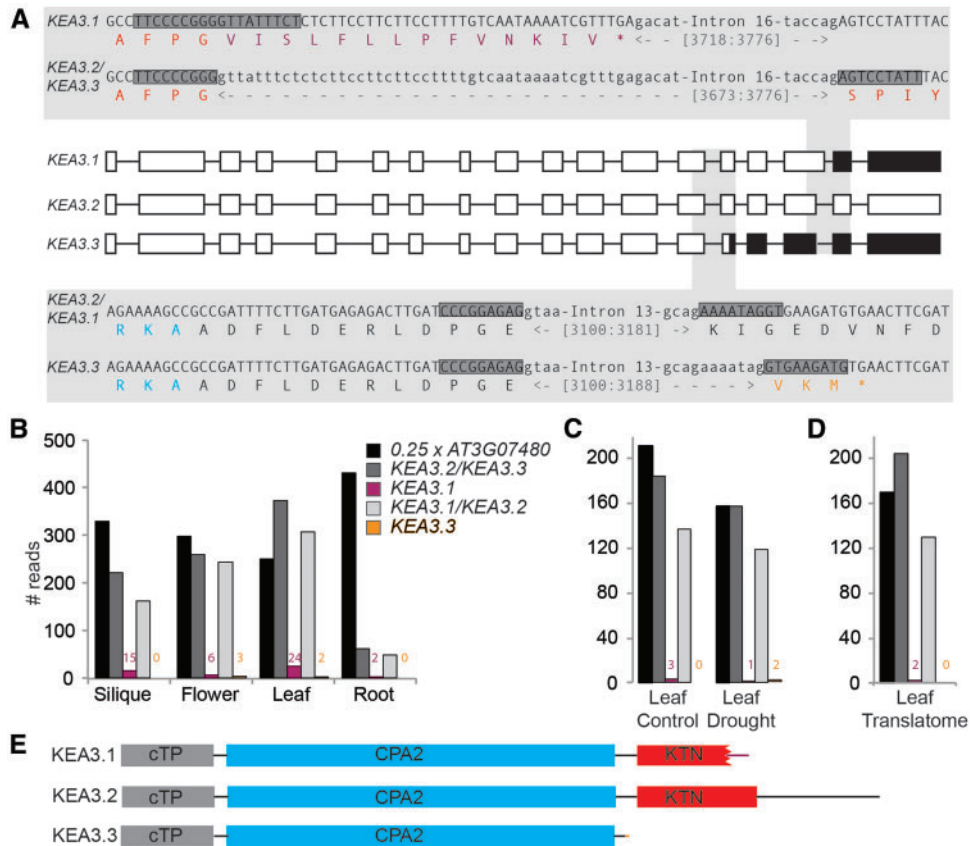 A
KEA3.1 GCCTTCCCCGGGGTTATTTCTCTCTTCCTTCTTCCTTTTGTCAATAAAATCGTTTGAgacat-Intron 16-taccagAGTCCTATTTAC
A F P G V I S L F L L P F V N K I V * <- - [3718:3776] - ->
KEA3.2/
KEA3.3 GCCTTCCCCGGGgttatttctctcttccttcttccttttgtcaataaaatcgtttgagacat-Intron 16-taccagAGTCCTATTTAC
A F P G <- - - - - - - - - - - - - - - - - - - - - - [3673:3776] - -> S P I Y
KEA3.1
KEA3.2
KEA3.3
KEA3.2/
KEA3.1 AGAAAAGCCGCCGATTTTCTTGATGAGAGACTTGATCCCGGAGAGgtaa-Intron 13-gcagAAAATAGGTGAAGATGTGAACTTCGAT
R K A A D F L D E R L D P G E <- [3100:3181] -> K I G E D V N F D
KEA3.3 AGAAAAGCCGCCGATTTTCTTGATGAGAGACTTGATCCCGGAGAGgtaa-Intron 13-gcagaaaatagGTGAAGATGTGAACTTCGAT
R K A A D F L D E R L D P G E <- [3100:3188] - - - - > V K M *
B
500
400
300
200
100
0
# reads
0.25 x AT3G07480
KEA3.2/KEA3.3
KEA3.1
KEA3.1/KEA3.2
KEA3.3
15 0 6 3 24 2 2 0
Silique Flower Leaf Root
C
200
160
120
80
40
0
3 0 1 2
Leaf Control
Leaf Drought
D
200
160
120
80
40
0
2 0
Leaf
Translatome
E
KEA3.1 cTP CPA2 KTN
KEA3.2 cTP CPA2 KTN
KEA3.3 cTP CPA2